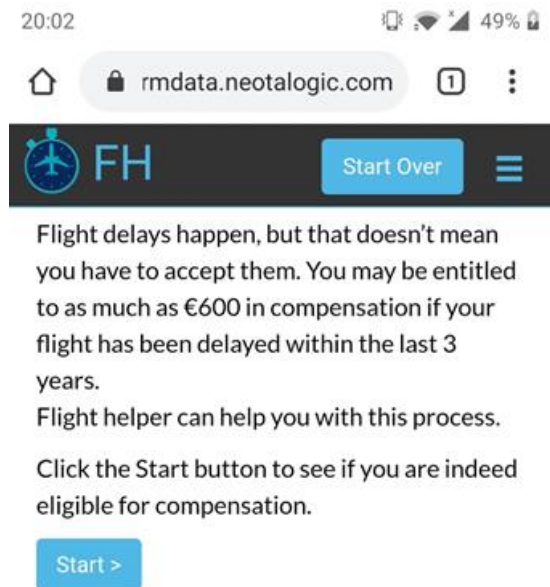 20:02
49%
rmdata.neotalogic.com
1
FH
Start Over
Flight delays happen, but that doesn’t mean
you have to accept them. You may be entitled
to as much as €600 in compensation if your
flight has been delayed within the last 3
years.
Flight helper can help you with this process.
Click the Start button to see if you are indeed
eligible for compensation.
Start >